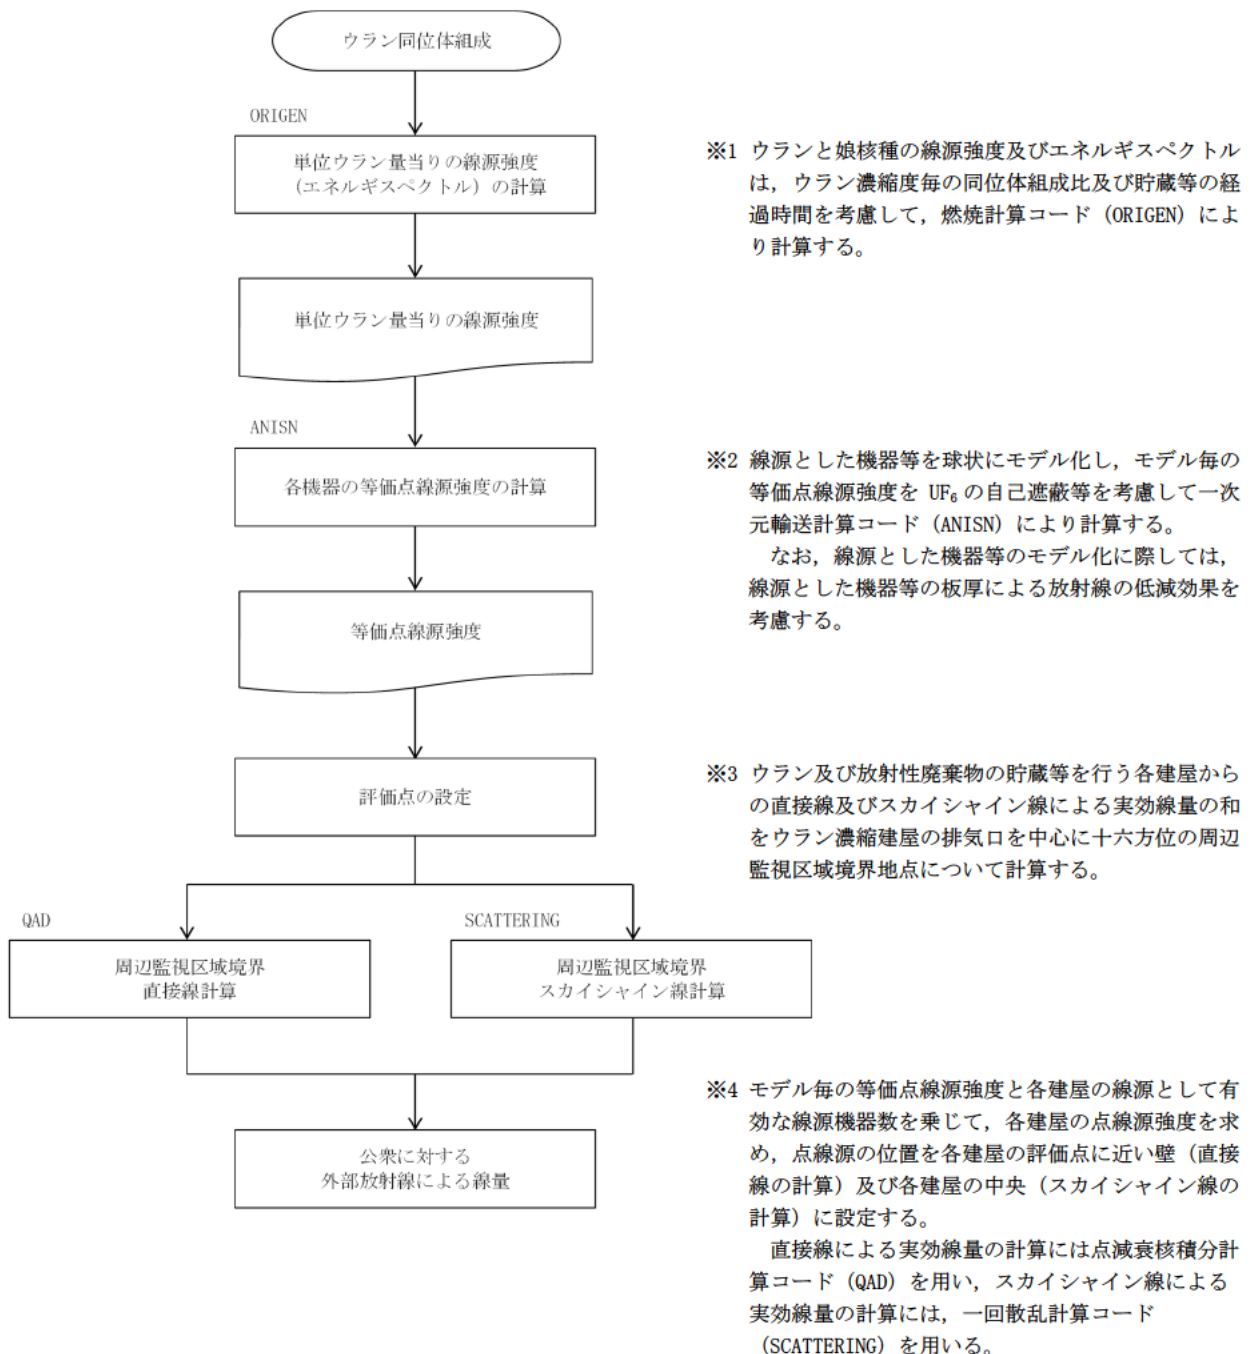 ウラン同位体組成
ORIGEN
単位ウラン量当りの線源強度
(エネルギスペクトル) の計算
単位ウラン量当りの線源強度
ANISN
各機器の等価点線源強度の計算
等価点線源強度
評価点の設定
QAD
周辺監視区域境界
直接線計算
SCATTERING
周辺監視区域境界
スカイシャイン線計算
公衆に対する
外部放射線による線量
※1 ウランと娘核種の線源強度及びエネルギスペクトル
は，ウラン濃縮度毎の同位体組成比及び貯蔵等の経
過時間を考慮して，燃焼計算コード（ORIGEN）によ
り計算する。
※2 線源とした機器等を球状にモデル化し，モデル毎の
等価点線源強度を UF₆ の自己遮蔽等を考慮して一次
元輸送計算コード（ANISN）により計算する。
なお，線源とした機器等のモデル化に際しては，
線源とした機器等の板厚による放射線の低減効果を
考慮する。
※3 ウラン及び放射性廃棄物の貯蔵等を行う各建屋から
の直接線及びスカイシャイン線による実効線量の和
をウラン濃縮建屋の排気口を中心に十六方位の周辺
監視区域境界地点について計算する。
※4 モデル毎の等価点線源強度と各建屋の線源として有
効な線源機器数を乗じて，各建屋の点線源強度を求
め，点線源の位置を各建屋の評価点に近い壁（直接
線の計算）及び各建屋の中央（スカイシャイン線の
計算）に設定する。
直接線による実効線量の計算には点減衰核積分計
算コード（QAD）を用い，スカイシャイン線による
実効線量の計算には，一回散乱計算コード
（SCATTERING）を用いる。